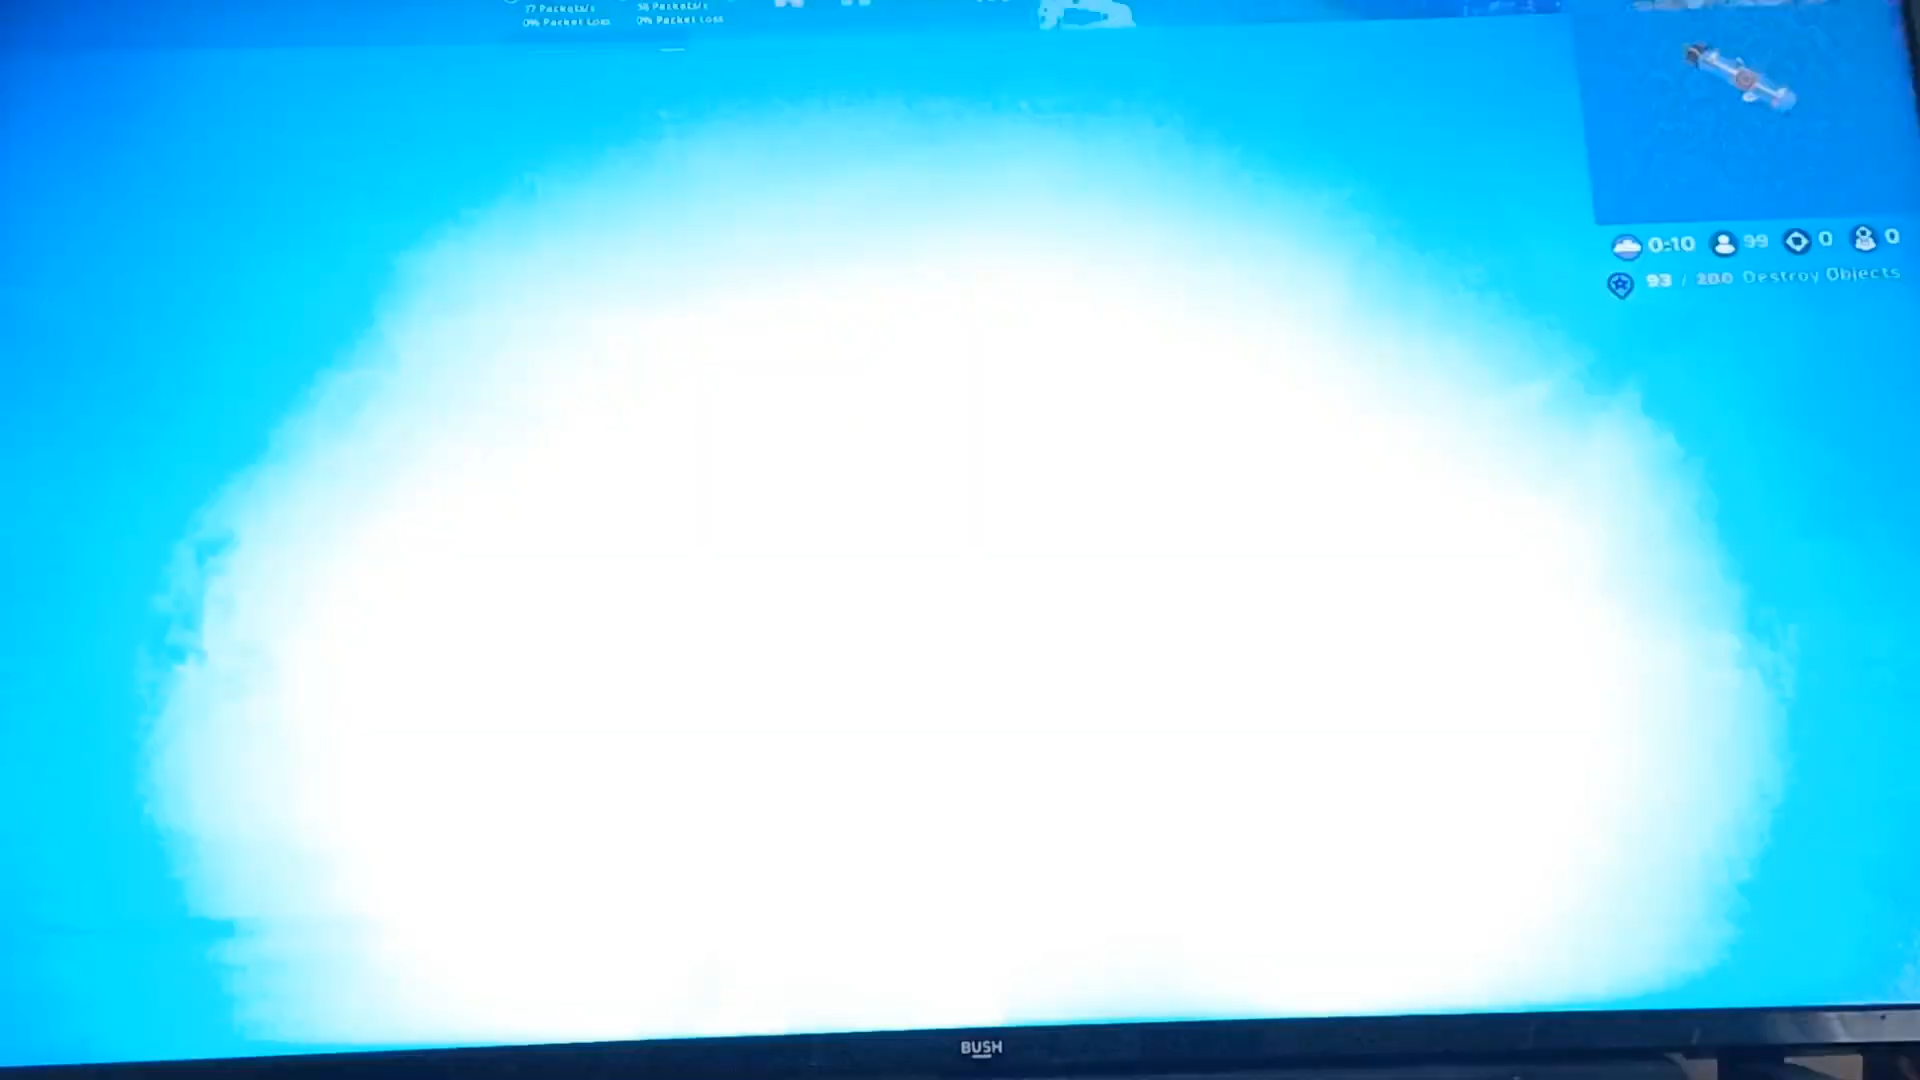 77 Packets/s
0% Packet Loss
58 Packets/s
0% Packet Loss
0:10 99 0 0
93 / 200 Destroy Objects
BUSH